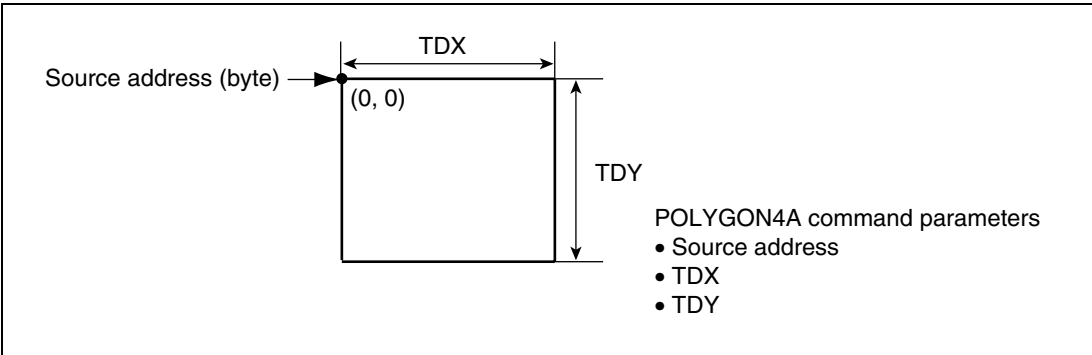 TDX
Source address (byte)
(0, 0)
TDY
POLYGON4A command parameters
• Source address
• TDX
• TDY